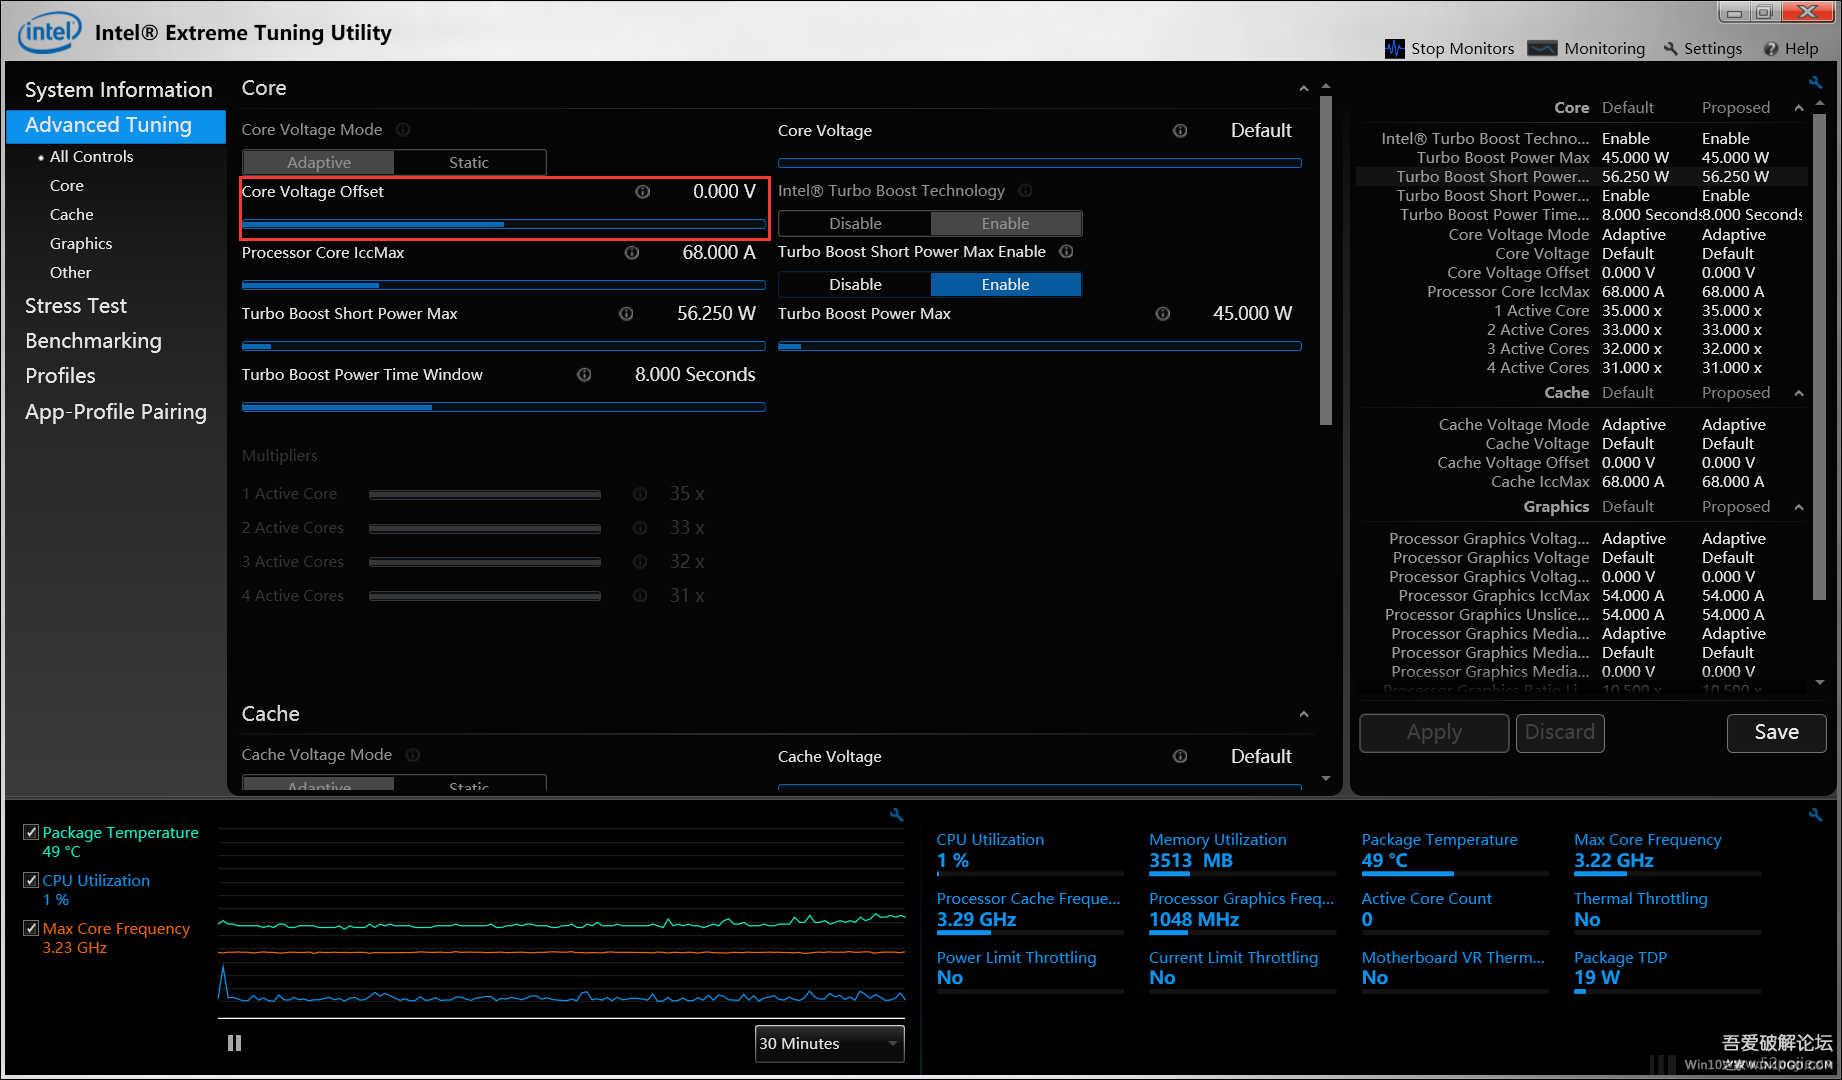 intel
Intel® Extreme Tuning Utility
Stop Monitors
Monitoring
Settings
Help
System Information
Advanced Tuning
All Controls
Core
Cache
Graphics
Other
Stress Test
Benchmarking
Profiles
App-Profile Pairing
Core
Core Voltage Mode
Adaptive Static
Core Voltage Default
Core Voltage Offset 0.000 V
Intel® Turbo Boost Technology
Disable Enable
Processor Core IccMax 68.000 A
Turbo Boost Short Power Max Enable
Disable Enable
Turbo Boost Short Power Max 56.250 W
Turbo Boost Power Max 45.000 W
Turbo Boost Power Time Window 8.000 Seconds
Multipliers
1 Active Core 35 x
2 Active Cores 33 x
3 Active Cores 32 x
4 Active Cores 31 x
Cache
Cache Voltage Mode
Adaptive Static
Cache Voltage Default
Core Default Proposed
Intel® Turbo Boost Techno... Enable Enable
Turbo Boost Power Max 45.000 W 45.000 W
Turbo Boost Short Power... 56.250 W 56.250 W
Turbo Boost Short Power... Enable Enable
Turbo Boost Power Time... 8.000 Seconds 8.000 Seconds
Core Voltage Mode Adaptive Adaptive
Core Voltage Default Default
Core Voltage Offset 0.000 V 0.000 V
Processor Core IccMax 68.000 A 68.000 A
1 Active Core 35.000 x 35.000 x
2 Active Cores 33.000 x 33.000 x
3 Active Cores 32.000 x 32.000 x
4 Active Cores 31.000 x 31.000 x
Cache Default Proposed
Cache Voltage Mode Adaptive Adaptive
Cache Voltage Default Default
Cache Voltage Offset 0.000 V 0.000 V
Cache IccMax 68.000 A 68.000 A
Graphics Default Proposed
Processor Graphics Voltag... Adaptive Adaptive
Processor Graphics Voltage Default Default
Processor Graphics Voltag... 0.000 V 0.000 V
Processor Graphics IccMax 54.000 A 54.000 A
Processor Graphics Unslice... 54.000 A 54.000 A
Processor Graphics Media... Adaptive Adaptive
Processor Graphics Media... Default Default
Processor Graphics Media... 0.000 V 0.000 V
Processor Graphics Ratio Li... 10.500 x 10.500 x
Apply Discard Save
Package Temperature
49 °C
CPU Utilization
1 %
Max Core Frequency
3.23 GHz
30 Minutes
CPU Utilization
1 %
Memory Utilization
3513 MB
Package Temperature
49 °C
Max Core Frequency
3.22 GHz
Processor Cache Freque...
3.29 GHz
Processor Graphics Freq...
1048 MHz
Active Core Count
0
Thermal Throttling
No
Power Limit Throttling
No
Current Limit Throttling
No
Motherboard VR Therm...
No
Package TDP
19 W
吾爱破解论坛